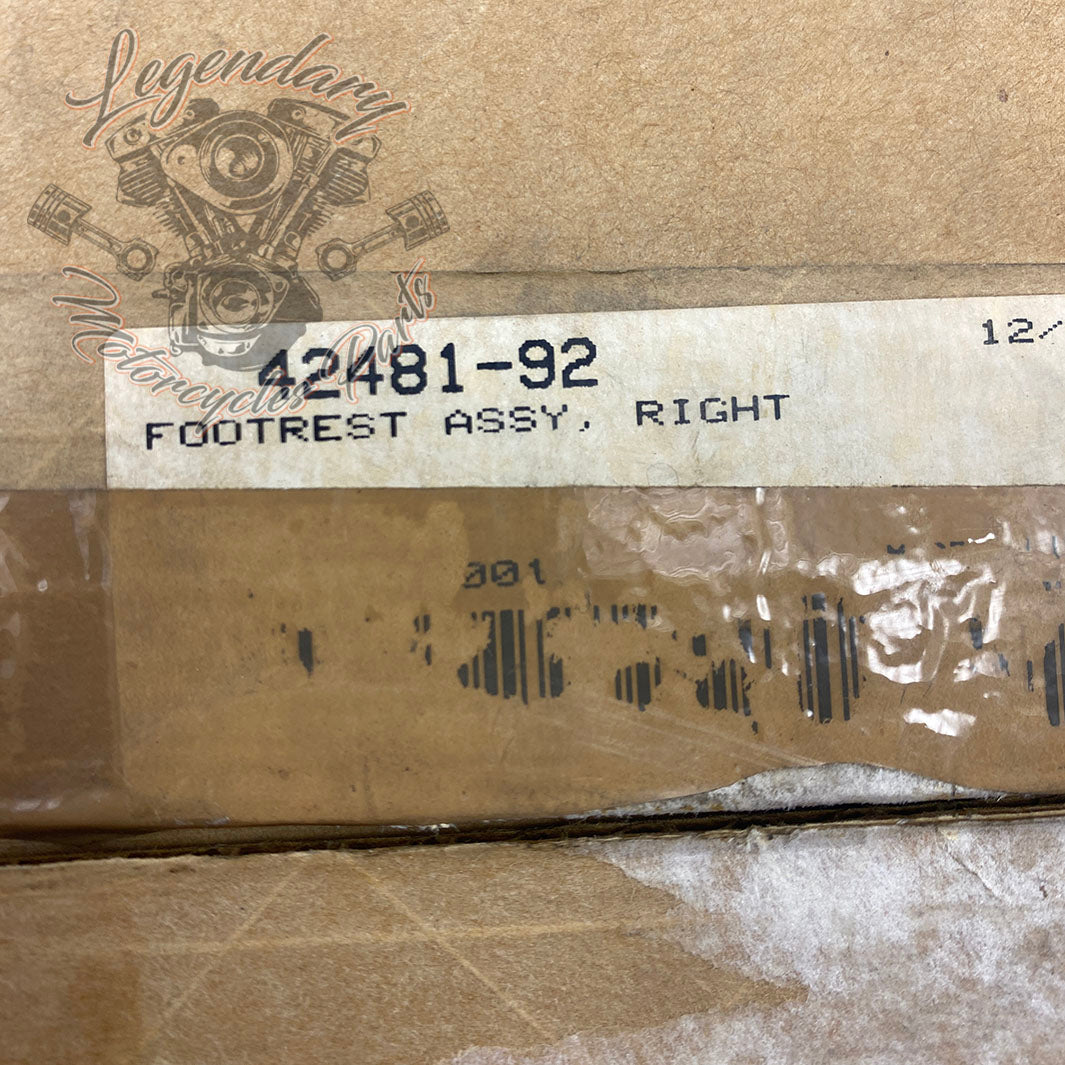 Legendary
Motorcycles Parts
12/
42481-92
FOOTREST ASSY, RIGHT
001